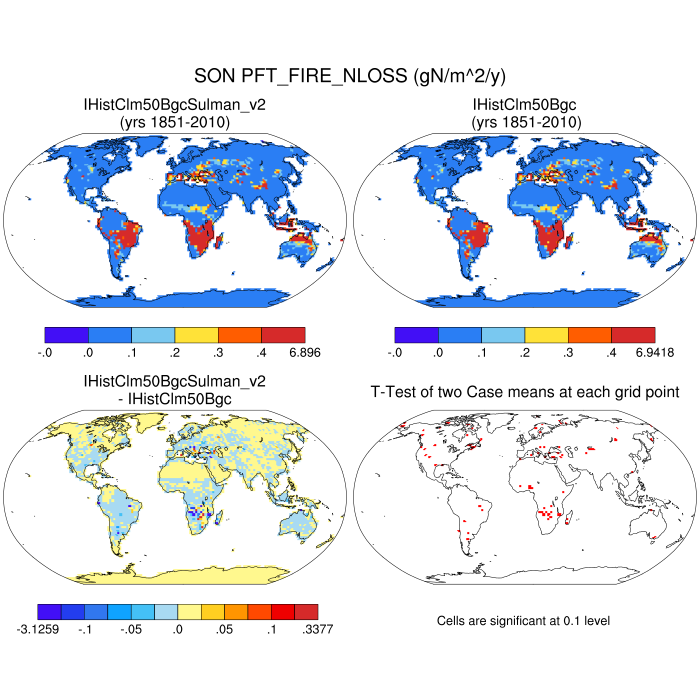 SON PFT_FIRE_NLOSS (gN/m^2/y)
IHistClm50BgcSulman_v2
(yrs 1851-2010)
IHistClm50Bgc
(yrs 1851-2010)
-.0 .0 .1 .2 .3 .4 6.896
-.0 .0 .1 .2 .3 .4 6.9418
IHistClm50BgcSulman_v2
- IHistClm50Bgc
T-Test of two Case means at each grid point
-3.1259 -.1 -.05 .0 .05 .1 .3377
Cells are significant at 0.1 level